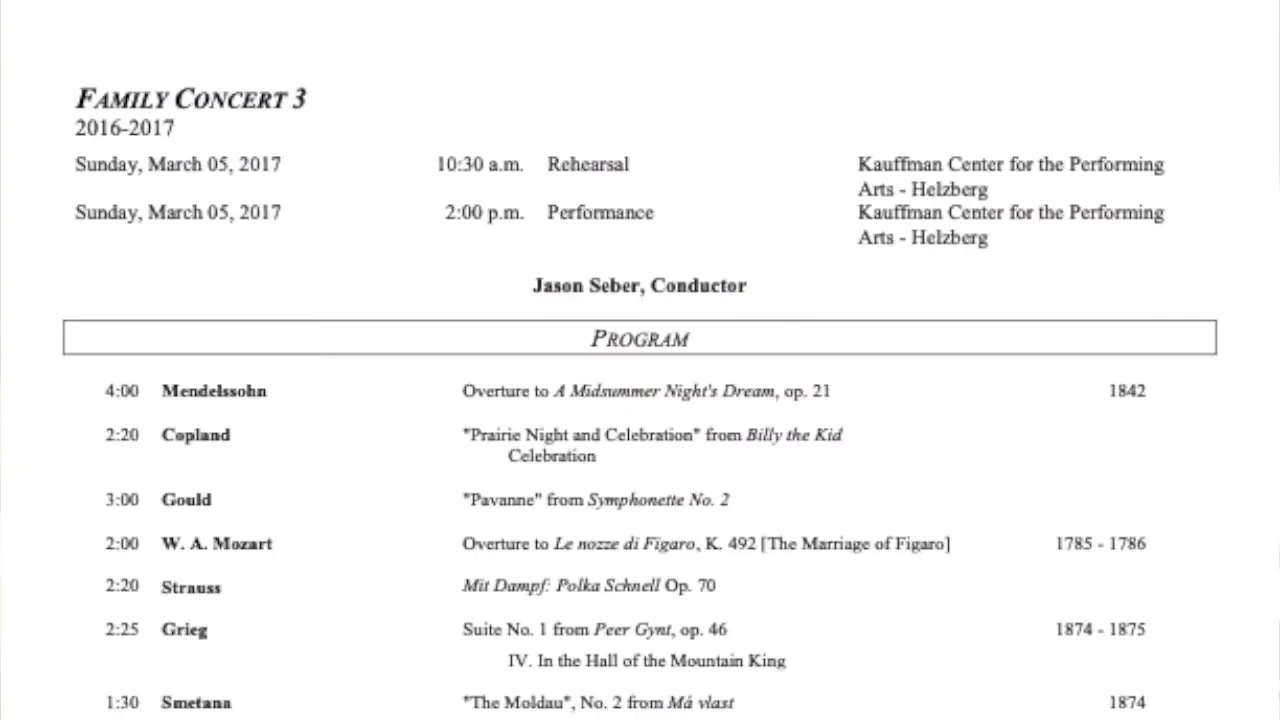 FAMILY CONCERT 3
2016-2017
Sunday, March 05, 2017 10:30 a.m. Rehearsal Kauffman Center for the Performing
Arts - Helzberg
Sunday, March 05, 2017 2:00 p.m. Performance Kauffman Center for the Performing
Arts - Helzberg
Jason Seber, Conductor
PROGRAM
4:00 Mendelssohn Overture to A Midsummer Night's Dream, op. 21 1842
2:20 Copland "Prairie Night and Celebration" from Billy the Kid
Celebration
3:00 Gould "Pavanne" from Symphonette No. 2
2:00 W. A. Mozart Overture to Le nozze di Figaro, K. 492 [The Marriage of Figaro] 1785 - 1786
2:20 Strauss Mit Dampf: Polka Schnell Op. 70
2:25 Grieg Suite No. 1 from Peer Gynt, op. 46 1874 - 1875
IV. In the Hall of the Mountain King
1:30 Smetana "The Moldau", No. 2 from Má vlast 1874